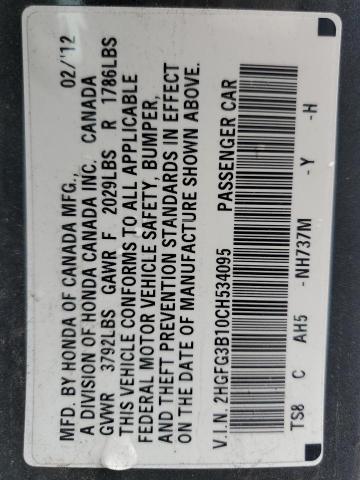 MFD. BY HONDA OF CANADA MFG., 02/'12
A DIVISION OF HONDA CANADA INC., CANADA
GVWR 3792LBS GAWR F 2029LBS R 1786LBS
THIS VEHICLE CONFORMS TO ALL APPLICABLE
FEDERAL MOTOR VEHICLE SAFETY, BUMPER,
AND THEFT PREVENTION STANDARDS IN EFFECT
ON THE DATE OF MANUFACTURE SHOWN ABOVE.
V.I.N. 2HGFG3B10CH534095 PASSENGER CAR
TS8 C AH5 -NH737M -Y -H